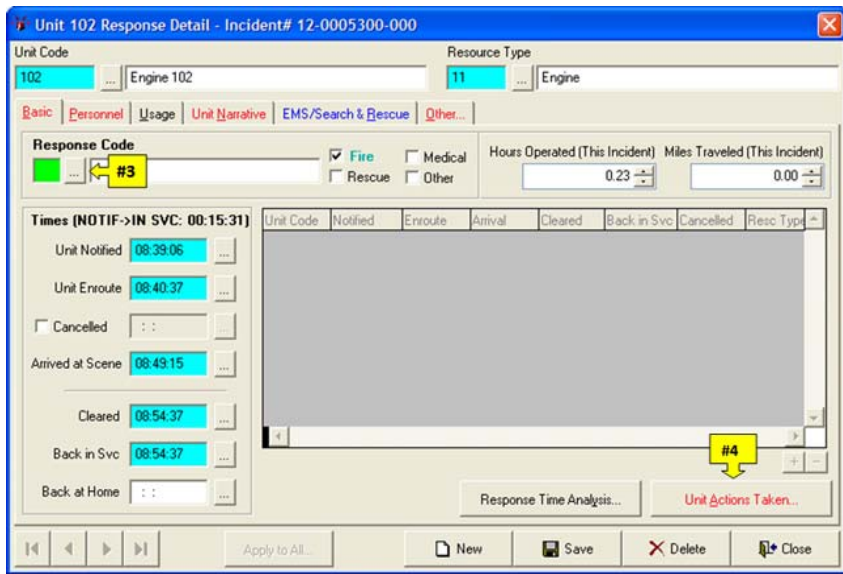 Unit 102 Response Detail - Incident# 12-0005300-000
Unit Code
Resource Type
102 ... Engine 102
11 ... Engine
Basic Personnel Usage Unit Narrative EMS/Search & Rescue Other...
Response Code
... #3
Fire Medical
Rescue Other
Hours Operated (This Incident) Miles Traveled (This Incident)
0.23 0.00
Times (NOTIF->IN SVC: 00:15:31)
Unit Notified 08:39:06 ...
Unit Enroute 08:40:37 ...
Cancelled : : ...
Arrived at Scene 08:49:15 ...
Cleared 08:54:37 ...
Back in Svc 08:54:37 ...
Back at Home : : ...
Unit Code Notified Enroute Arrival Cleared Back in Svc Cancelled Resc Type
#4
+ -
Response Time Analysis... Unit Actions Taken...
Apply to All... New Save Delete Close